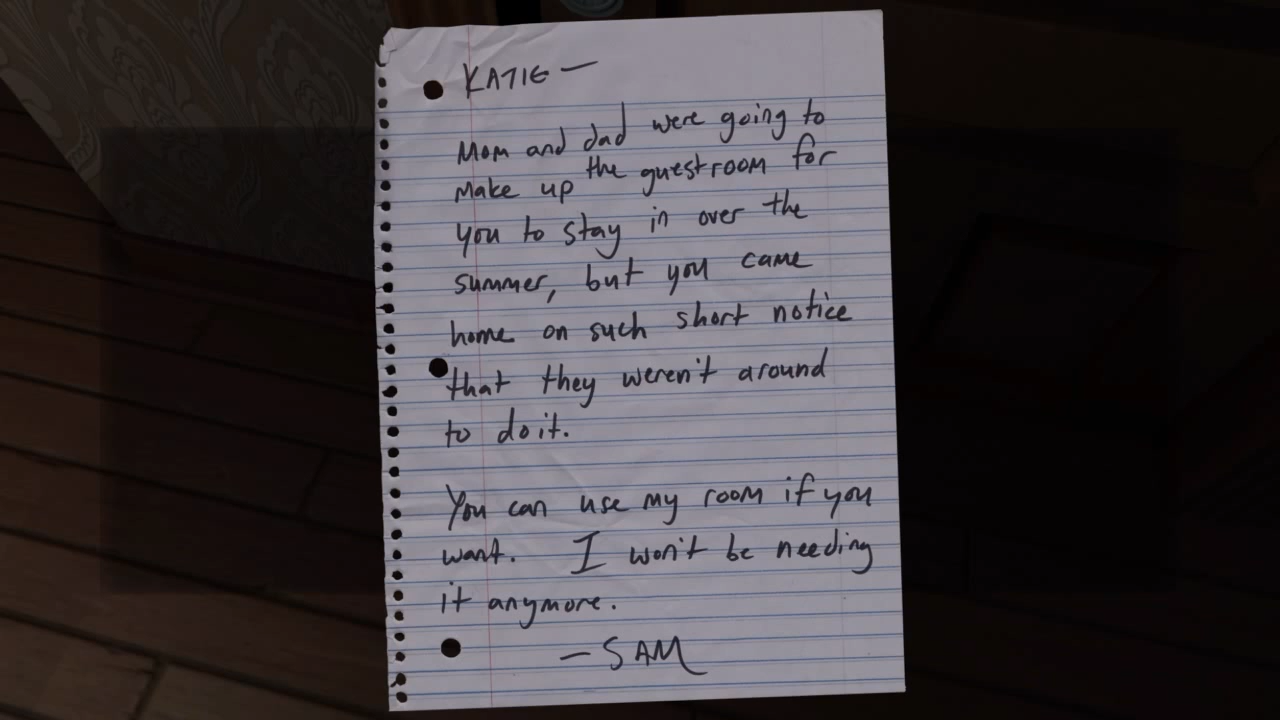 KATIE —
Mom and dad were going to
make up the guestroom for
you to stay in over the
summer, but you came
home on such short notice
that they weren't around
to do it.
You can use my room if you
want. I won't be needing
it anymore.
— SAM